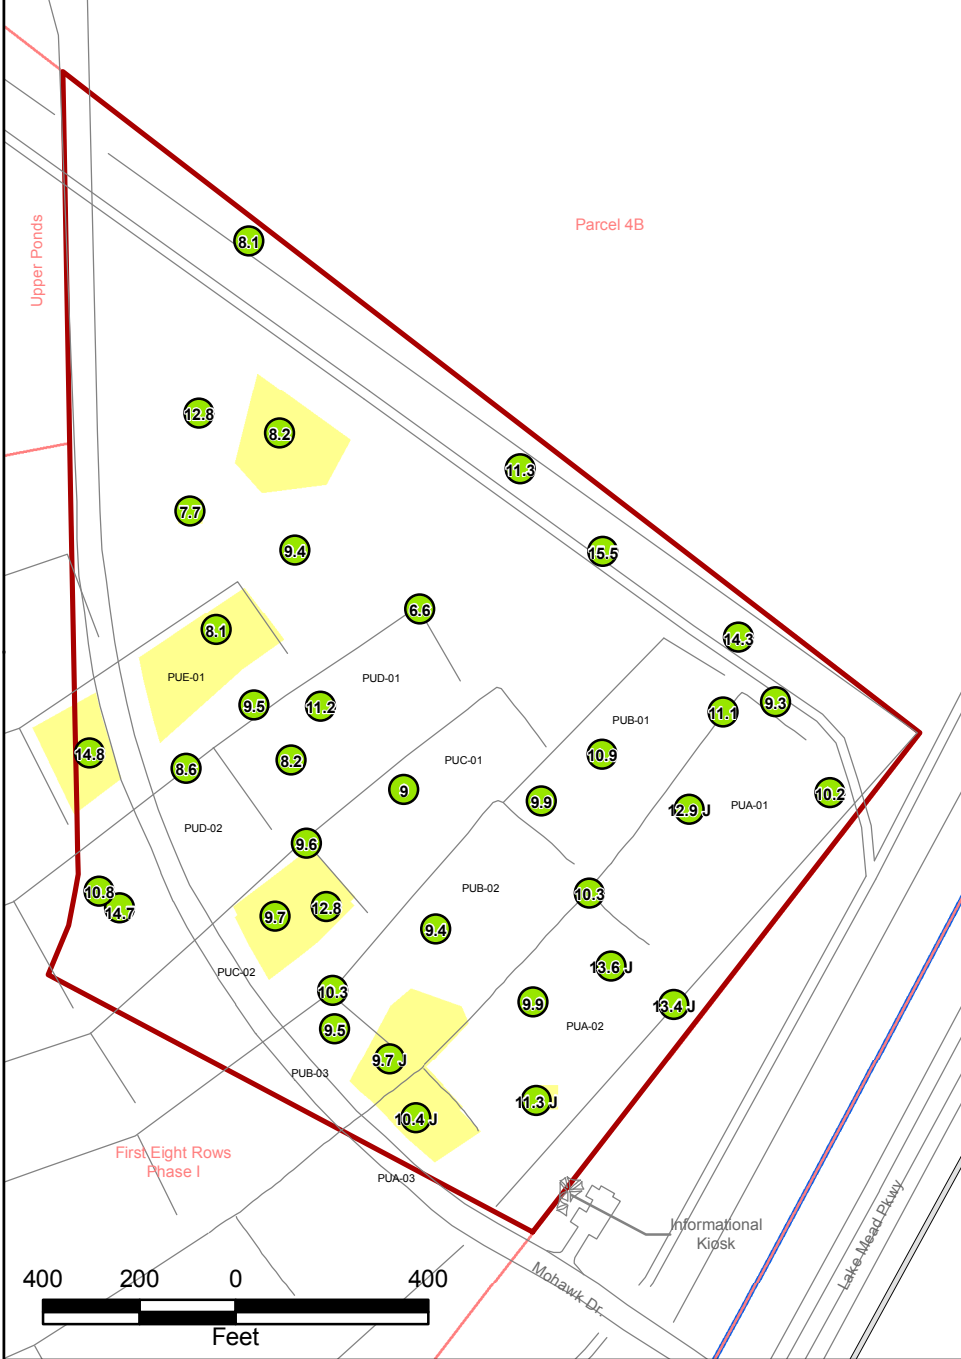 Upper Ponds
Parcel 4B
8.1
12.8
8.2
11.3
7.7
9.4
15.5
6.6
8.1
14.3
PUE-01
PUD-01
9.5
11.2
11.1
9.3
PUB-01
14.8
8.6
8.2
10.9
PUC-01
9
9.9
12.9 J
PUA-01
10.2
PUD-02
9.6
10.8
14.7
PUB-02
10.3
9.7
12.8
9.4
PUC-02
13.6 J
10.3
9.9
13.4 J
9.5
PUA-02
9.7 J
PUB-03
11.3 J
10.4 J
First Eight Rows
Phase I
PUA-03
Informational
Kiosk
Lake Mead Pkwy
Mohawk Dr.
400 200 0 400
Feet